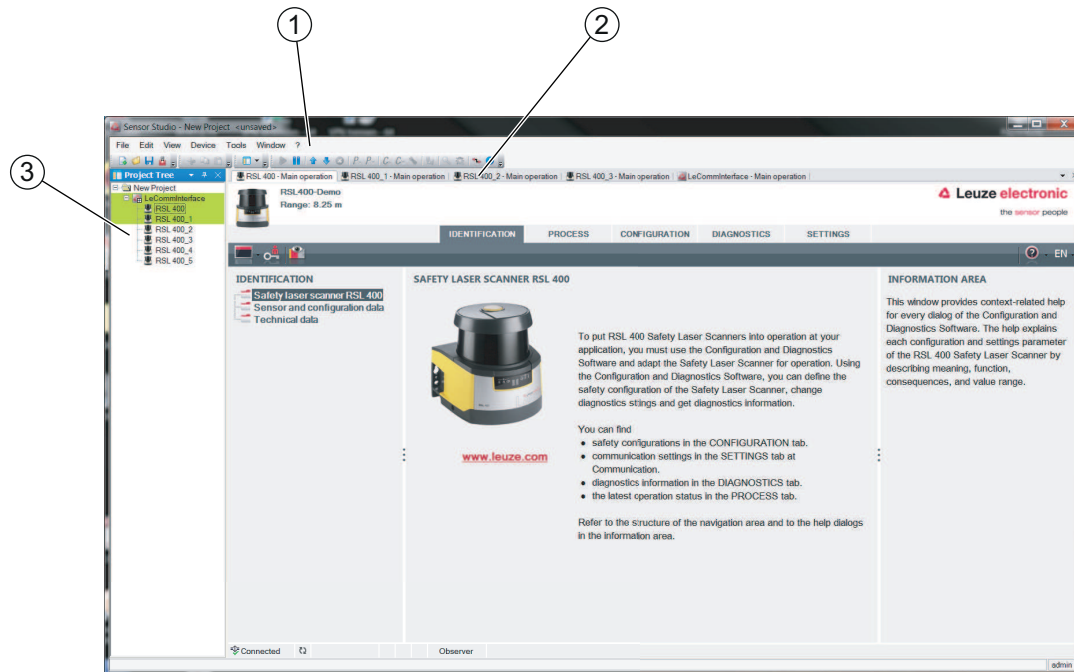 1
2
3
Sensor Studio - New Project <unsaved>
File Edit View Device Tools Window ?
Project Tree
New Project
LeCommInterface
RSL 400
RSL 400_1
RSL 400_2
RSL 400_3
RSL 400_4
RSL 400_5
RSL 400 - Main operation RSL 400_1 - Main operation RSL 400_2 - Main operation RSL 400_3 - Main operation LeCommInterface - Main operation
RSL400-Demo
Range: 8.25 m
Leuze electronic
the sensor people
IDENTIFICATION PROCESS CONFIGURATION DIAGNOSTICS SETTINGS
? EN
IDENTIFICATION
Safety laser scanner RSL 400
Sensor and configuration data
Technical data
SAFETY LASER SCANNER RSL 400
www.leuze.com
To put RSL 400 Safety Laser Scanners into operation at your
application, you must use the Configuration and Diagnostics
Software and adapt the Safety Laser Scanner for operation. Using
the Configuration and Diagnostics Software, you can define the
safety configuration of the Safety Laser Scanner, change
diagnostics sttings and get diagnostics information.
You can find
• safety configurations in the CONFIGURATION tab.
• communication settings in the SETTINGS tab at
Communication.
• diagnostics information in the DIAGNOSTICS tab.
• the latest operation status in the PROCESS tab.
Refer to the structure of the navigation area and to the help dialogs
in the information area.
INFORMATION AREA
This window provides context-related help
for every dialog of the Configuration and
Diagnostics Software. The help explains
each configuration and settings parameter
of the RSL 400 Safety Laser Scanner by
describing meaning, function,
consequences, and value range.
Connected Observer
admin